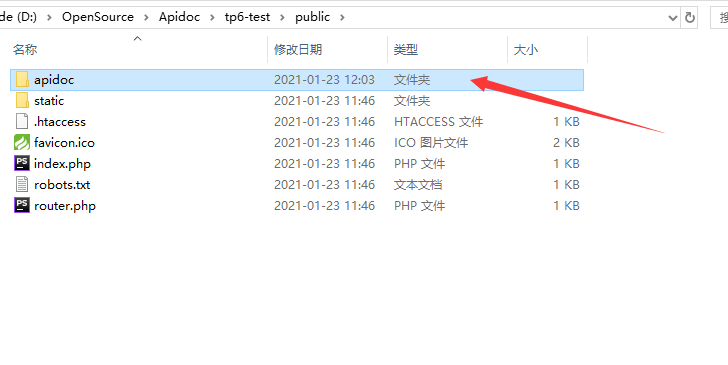 de (D:) > OpenSource > Apidoc > tp6-test > public > 搜
名称 修改日期 类型 大小
apidoc 2021-01-23 12:03 文件夹
static 2021-01-23 11:46 文件夹
.htaccess 2021-01-23 11:46 HTACCESS 文件 1 KB
favicon.ico 2021-01-23 11:46 ICO 图片文件 2 KB
PS index.php 2021-01-23 11:46 PHP 文件 1 KB
robots.txt 2021-01-23 11:46 文本文档 1 KB
PS router.php 2021-01-23 11:46 PHP 文件 1 KB